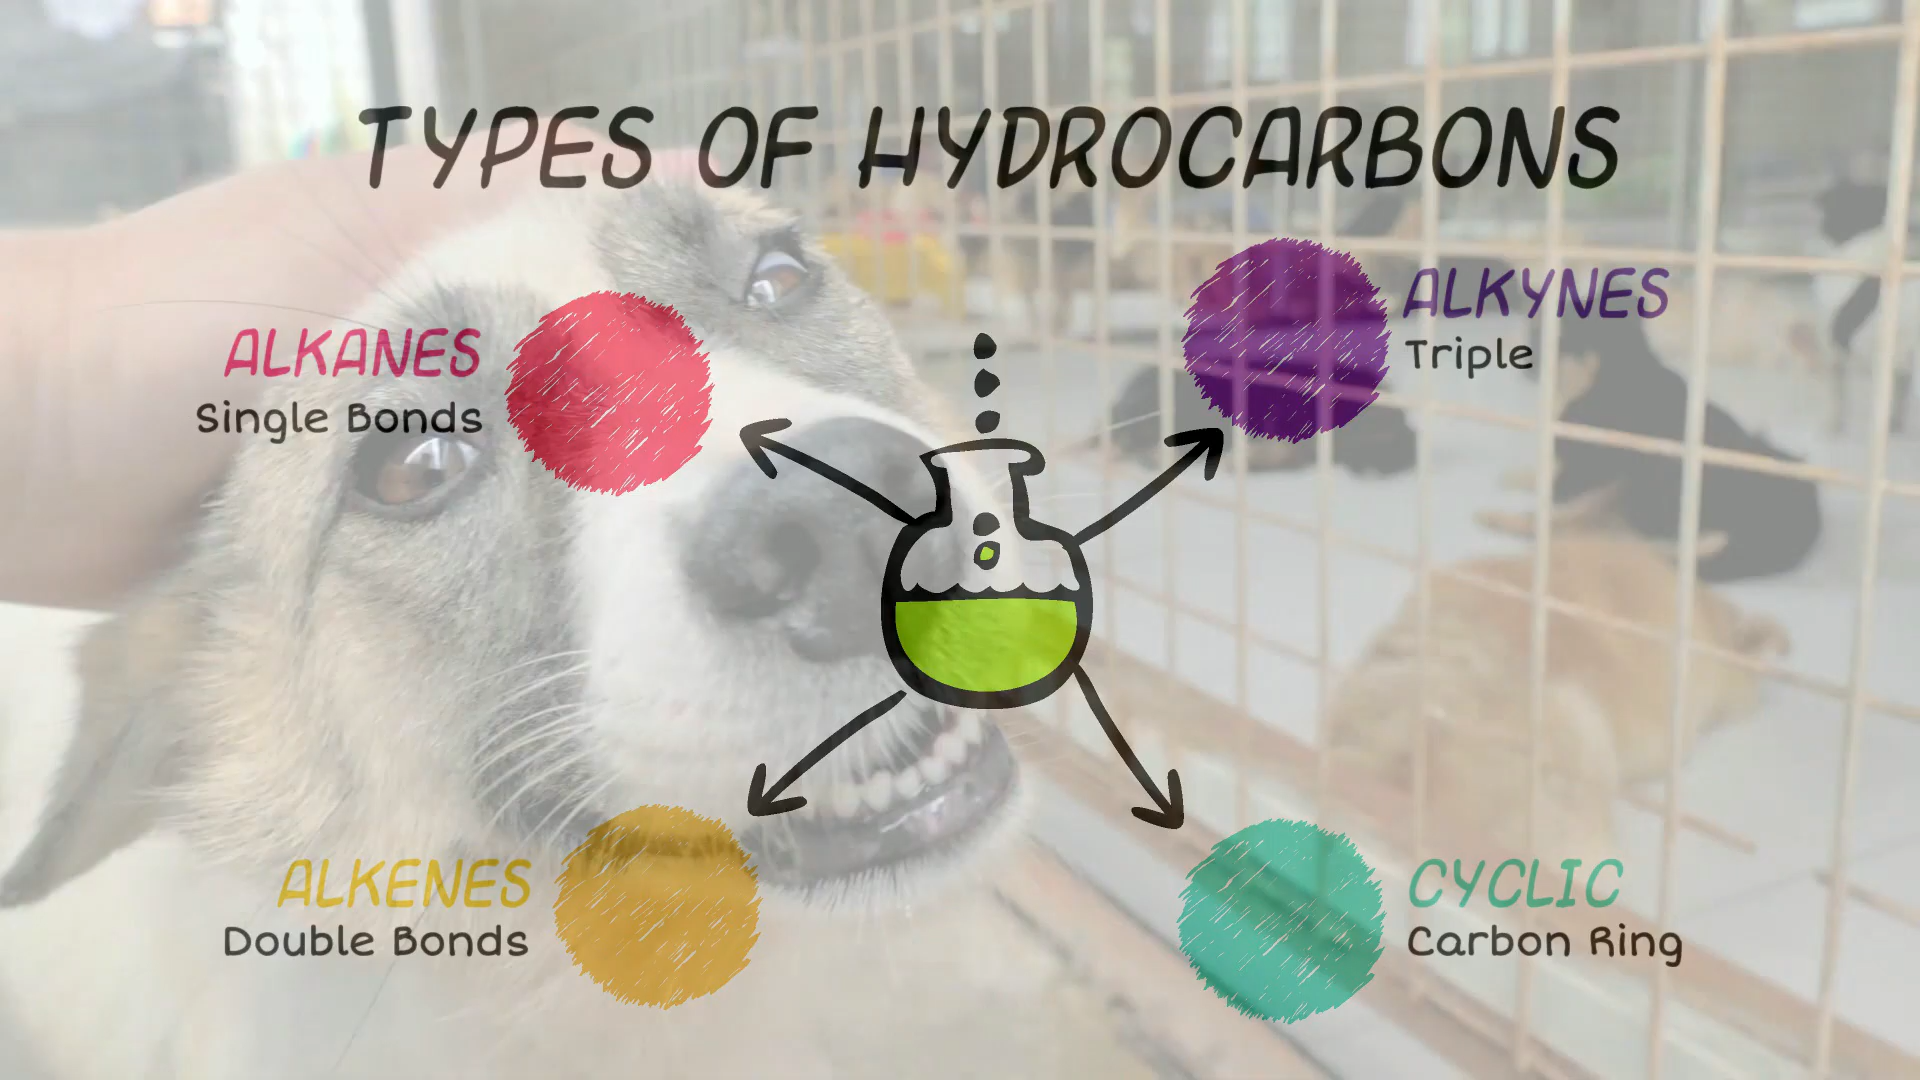 TYPES OF HYDROCARBONS
ALKANES
Single Bonds
ALKYNES
Triple
ALKENES
Double Bonds
CYCLIC
Carbon Ring